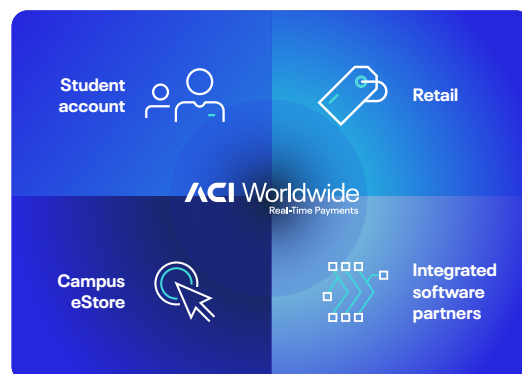 Student
account
Retail
ACI Worldwide
Real-Time Payments
Campus
eStore
Integrated
software
partners